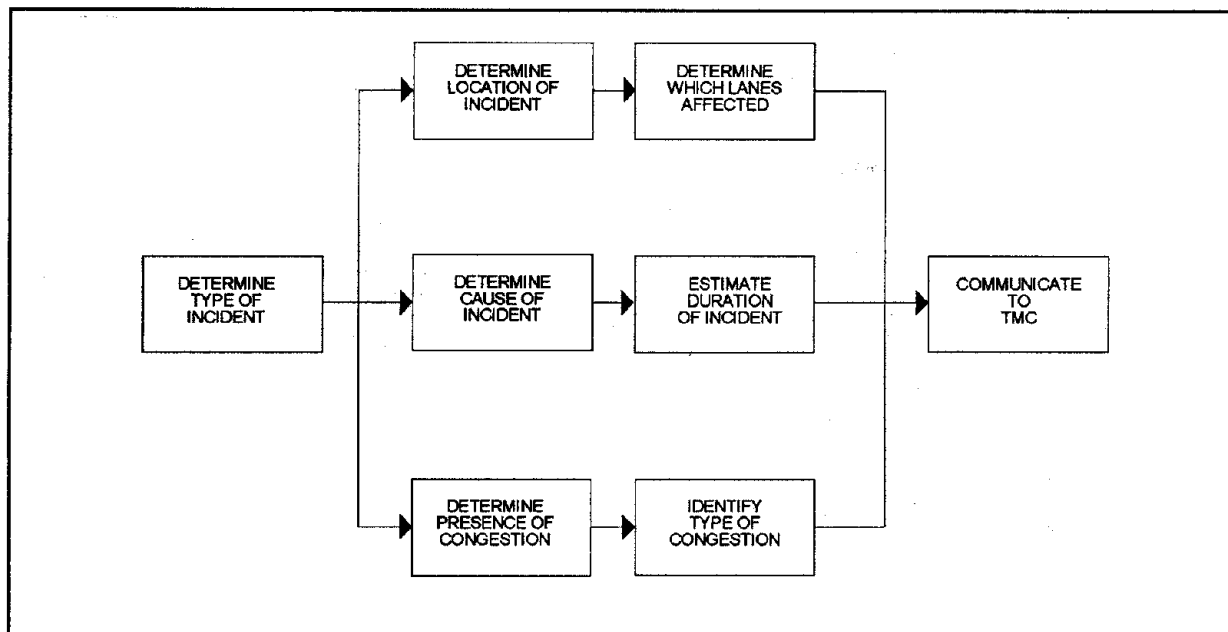 DETERMINE
LOCATION OF
INCIDENT
DETERMINE
WHICH LANES
AFFECTED
DETERMINE
TYPE OF
INCIDENT
DETERMINE
CAUSE OF
INCIDENT
ESTIMATE
DURATION
OF INCIDENT
COMMUNICATE
TO
TMC
DETERMINE
PRESENCE OF
CONGESTION
IDENTIFY
TYPE OF
CONGESTION